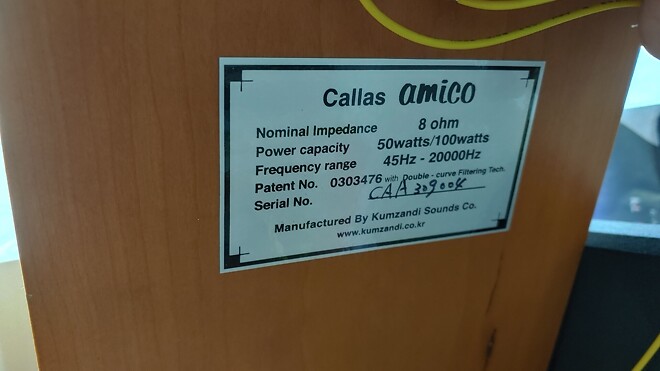 Callas amico
Nominal Impedance 8 ohm
Power capacity 50watts/100watts
Frequency range 45Hz - 20000Hz
Patent No. 0303476 with Double - curve Filtering Tech.
Serial No. CAA309004
Manufactured By Kumzandi Sounds Co.
www.kumzandi.co.kr